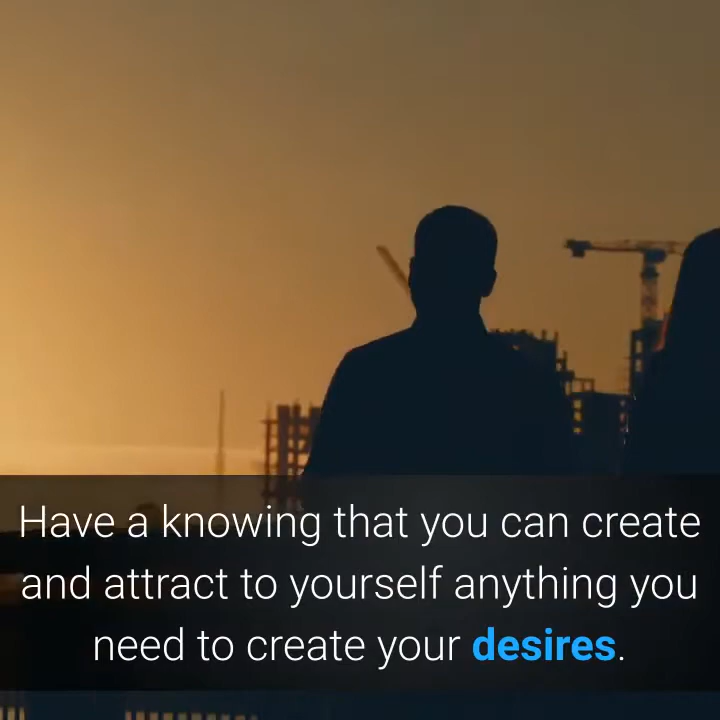 Have a knowing that you can create
and attract to yourself anything you
need to create your desires.